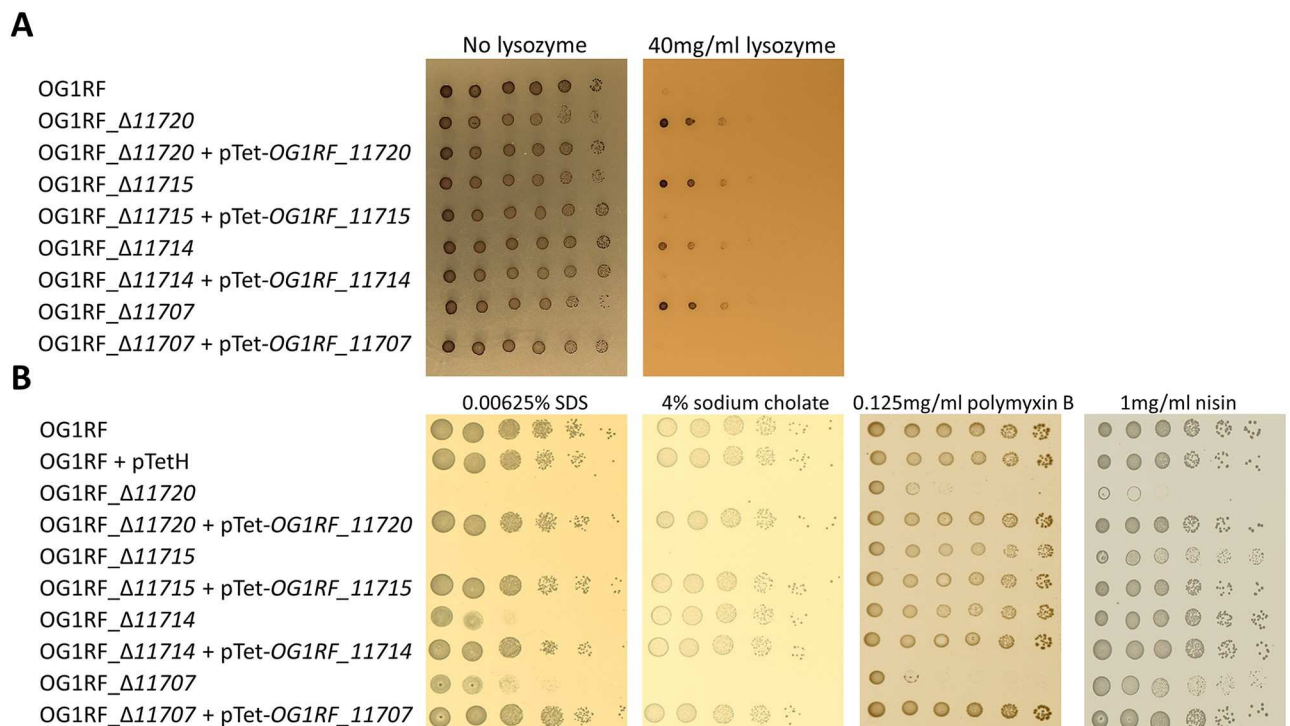 A
No lysozyme 40mg/ml lysozyme
OG1RF
OG1RF_Δ11720
OG1RF_Δ11720 + pTet-OG1RF_11720
OG1RF_Δ11715
OG1RF_Δ11715 + pTet-OG1RF_11715
OG1RF_Δ11714
OG1RF_Δ11714 + pTet-OG1RF_11714
OG1RF_Δ11707
OG1RF_Δ11707 + pTet-OG1RF_11707
B
0.00625% SDS 4% sodium cholate 0.125mg/ml polymyxin B 1mg/ml nisin
OG1RF
OG1RF + pTetH
OG1RF_Δ11720
OG1RF_Δ11720 + pTet-OG1RF_11720
OG1RF_Δ11715
OG1RF_Δ11715 + pTet-OG1RF_11715
OG1RF_Δ11714
OG1RF_Δ11714 + pTet-OG1RF_11714
OG1RF_Δ11707
OG1RF_Δ11707 + pTet-OG1RF_11707